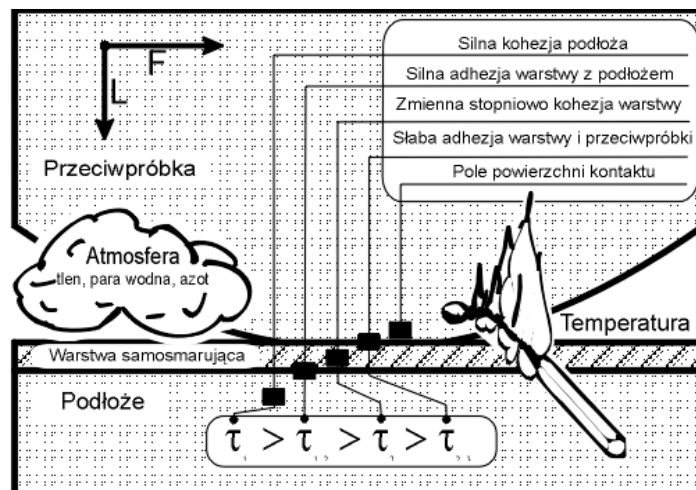 F
L
Silna kohezja podłoża
Silna adhezja warstwy z podłożem
Zmienna stopniowo kohezja warstwy
Słaba adhezja warstwy i przeciwpróbki
Pole powierzchni kontaktu
Przeciwpróbka
Atmosfera
tlen, para wodna, azot
Temperatura
Warstwa samosmarująca
Podłoże
τ > τ > τ > τ